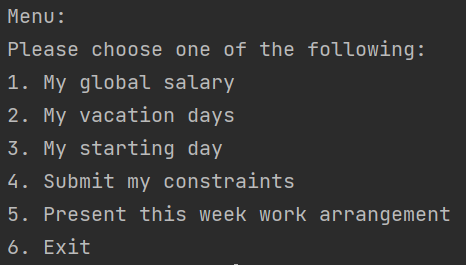 Menu:
Please choose one of the following:
1. My global salary
2. My vacation days
3. My starting day
4. Submit my constraints
5. Present this week work arrangement
6. Exit